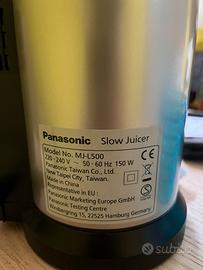 Panasonic Slow Juicer
Model No. MJ-L500
220 - 240 V ~ 50 - 60 Hz 150 W
Panasonic Taiwan Co., Ltd.
New Taipei City, Taiwan.
Made in China
Representative in EU :
Panasonic Marketing Europe GmbH
Panasonic Testing Centre
Winsbergring 15, 22525 Hamburg Germany
subito